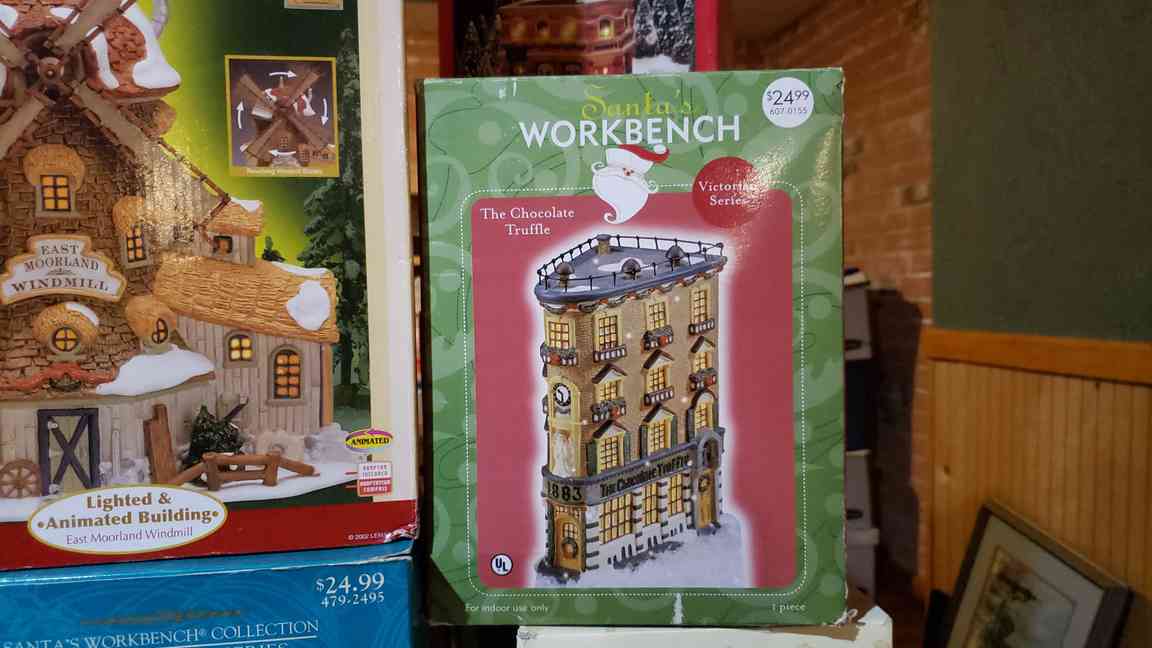 EAST
MOORLAND
WINDMILL
ANIMATED
Lighted &
•Animated Building•
East Moorland Windmill
© 2002
$24.99
479-2495
SANTA'S WORKBENCH® COLLECTION
Santa's
WORKBENCH
$24.99
607-0155
Victorian
Series
The Chocolate
Truffle
1883
THE CHOCOLATE TRUFFLE
UL
For indoor use only
1 piece